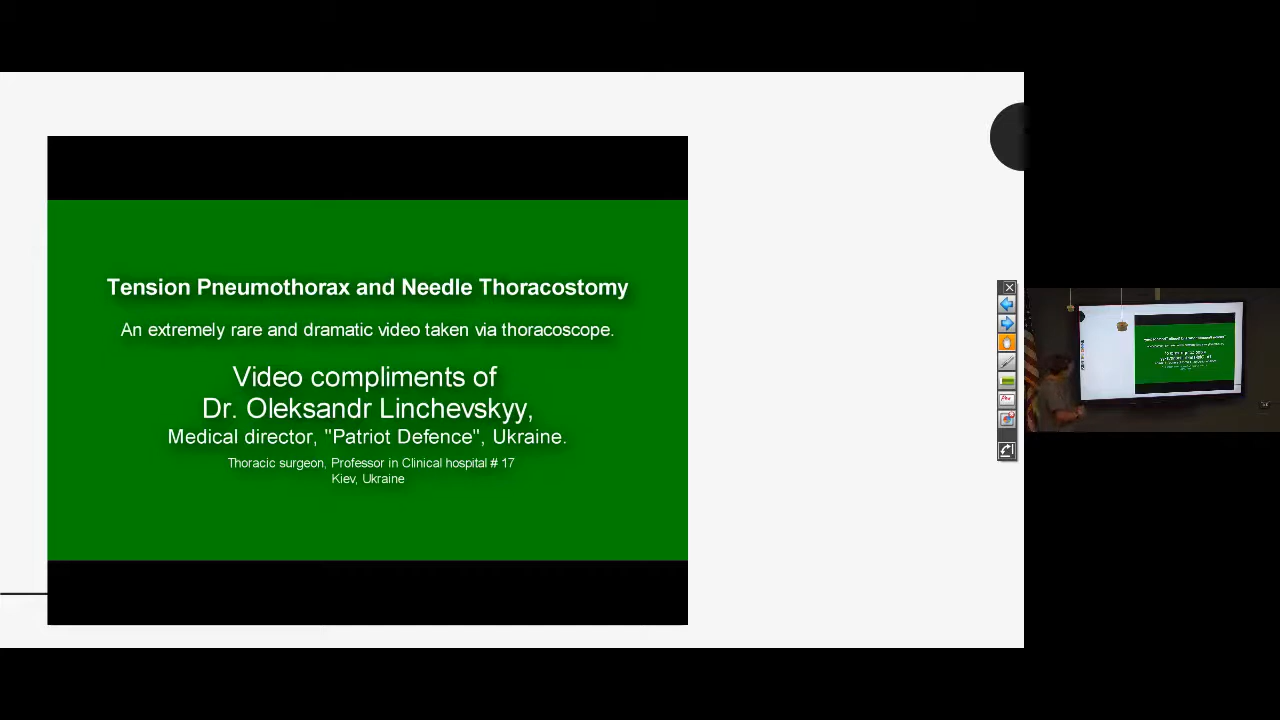 Tension Pneumothorax and Needle Thoracostomy
An extremely rare and dramatic video taken via thoracoscope.
Video compliments of
Dr. Oleksandr Linchevskyy,
Medical director, "Patriot Defence", Ukraine.
Thoracic surgeon, Professor in Clinical hospital # 17
Kiev, Ukraine